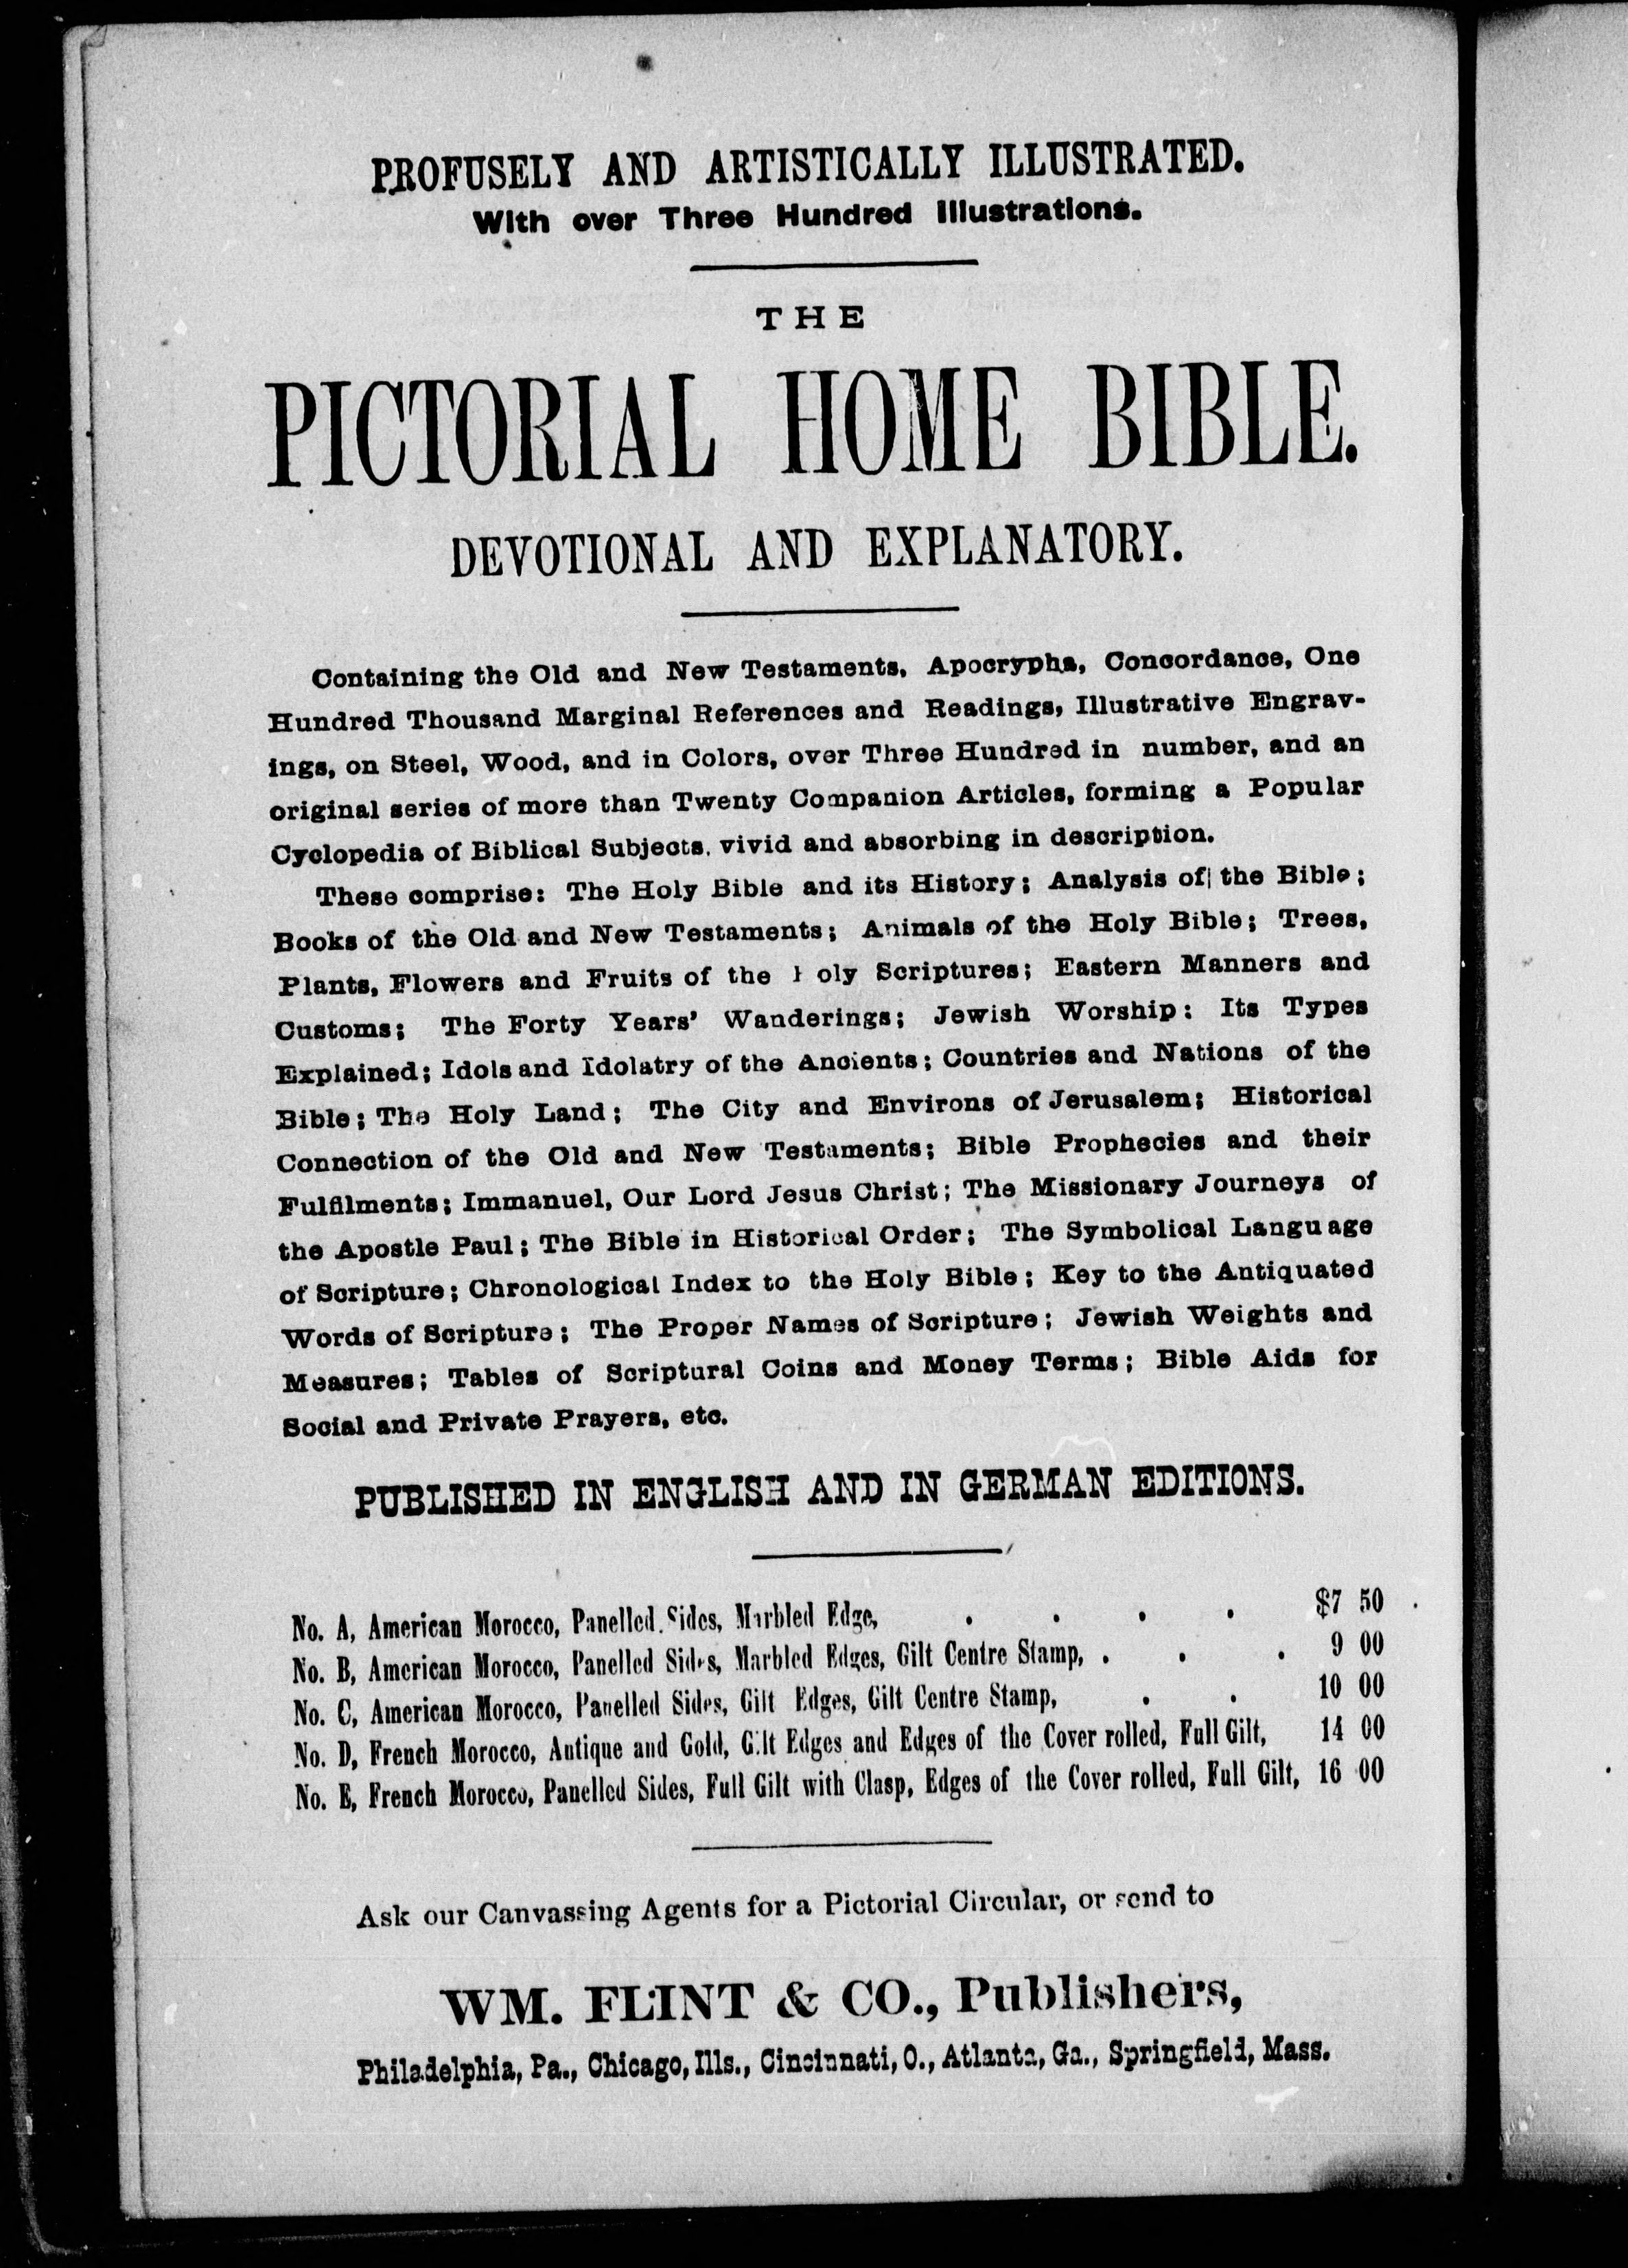 PROFUSELY AND ARTISTICALLY ILLUSTRATED.
With over Three Hundred Illustrations.
THE
PICTORIAL HOME BIBLE.
DEVOTIONAL AND EXPLANATORY.
Containing the Old and New Testaments, Apocrypha, Concordance, One
Hundred Thousand Marginal References and Readings, Illustrative Engrav-
ings, on Steel, Wood, and in Colors, over Three Hundred in number, and an
original series of more than Twenty Companion Articles, forming a Popular
Cyclopedia of Biblical Subjects, vivid and absorbing in description.
These comprise: The Holy Bible and its History; Analysis of the Bible;
Books of the Old and New Testaments; Animals of the Holy Bible; Trees,
Plants, Flowers and Fruits of the Holy Scriptures; Eastern Manners and
Customs; The Forty Years' Wanderings; Jewish Worship: Its Types
Explained; Idols and Idolatry of the Ancients; Countries and Nations of the
Bible; The Holy Land; The City and Environs of Jerusalem; Historical
Connection of the Old and New Testaments; Bible Prophecies and their
Fulfilments; Immanuel, Our Lord Jesus Christ; The Missionary Journeys of
the Apostle Paul; The Bible in Historical Order; The Symbolical Language
of Scripture; Chronological Index to the Holy Bible; Key to the Antiquated
Words of Scripture; The Proper Names of Scripture; Jewish Weights and
Measures; Tables of Scriptural Coins and Money Terms; Bible Aids for
Social and Private Prayers, etc.
PUBLISHED IN ENGLISH AND IN GERMAN EDITIONS.
No. A, American Morocco, Panelled Sides, Marbled Edge, . . . . $7 50
No. B, American Morocco, Panelled Sides, Marbled Edges, Gilt Centre Stamp, . . . 9 00
No. C, American Morocco, Panelled Sides, Gilt Edges, Gilt Centre Stamp, . . 10 00
No. D, French Morocco, Antique and Gold, Gilt Edges and Edges of the Cover rolled, Full Gilt, 14 00
No. E, French Morocco, Panelled Sides, Full Gilt with Clasp, Edges of the Cover rolled, Full Gilt, 16 00
Ask our Canvassing Agents for a Pictorial Circular, or send to
WM. FLINT & CO., Publishers,
Philadelphia, Pa., Chicago, Ills., Cincinnati, O., Atlanta, Ga., Springfield, Mass.